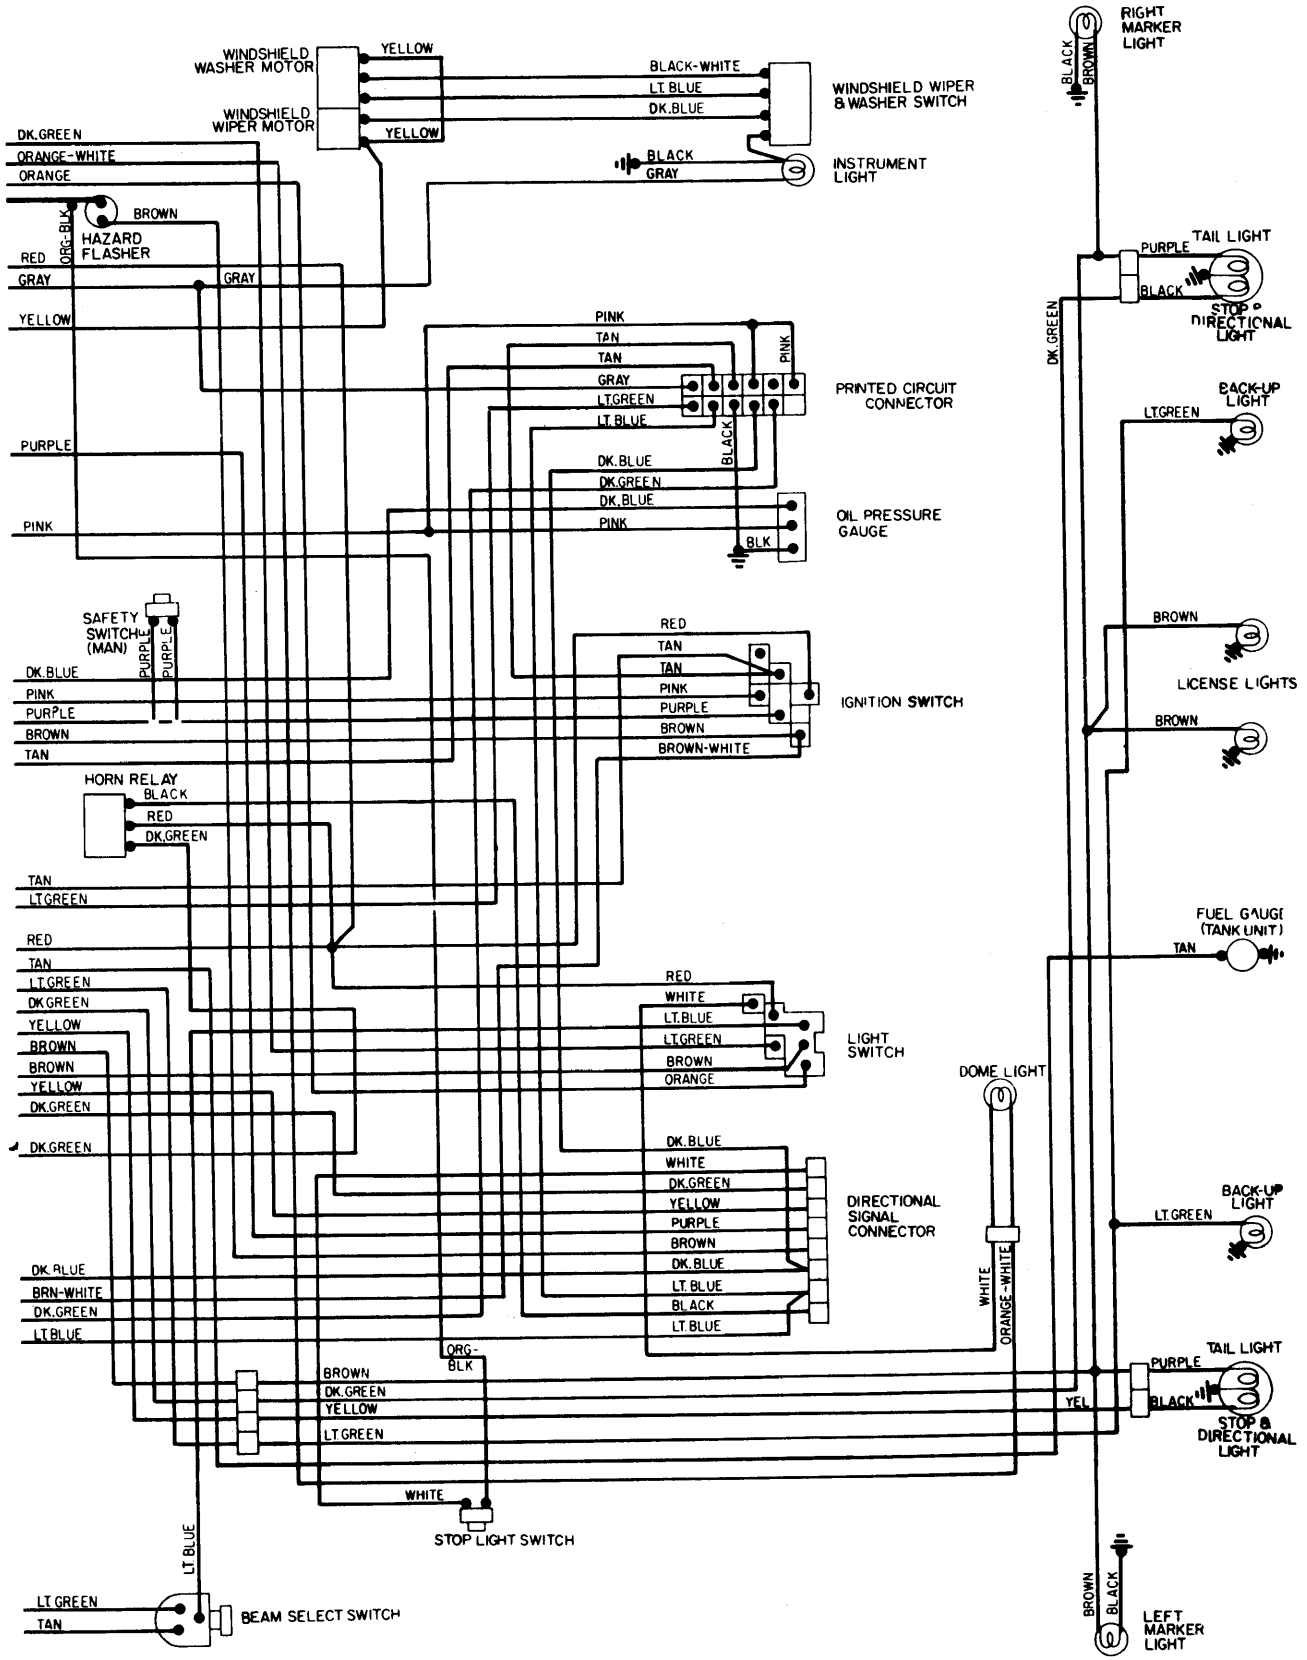 RIGHT
MARKER
LIGHT
BLACK
BROWN
WINDSHIELD
WASHER MOTOR
YELLOW
BLACK-WHITE
LT. BLUE
DK.BLUE
WINDSHIELD WIPER
& WASHER SWITCH
WINDSHIELD
WIPER MOTOR
YELLOW
DK.GREEN
ORANGE-WHITE
ORANGE
BLACK
GRAY
INSTRUMENT
LIGHT
ORG-BLK
BROWN
HAZARD
FLASHER
RED
GRAY
GRAY
YELLOW
TAIL LIGHT
PURPLE
BLACK
STOP
DIRECTIONAL
LIGHT
DK.GREEN
PINK
TAN
TAN
PINK
GRAY
LT.GREEN
LT. BLUE
BLACK
PRINTED CIRCUIT
CONNECTOR
BACK-UP
LIGHT
LT.GREEN
PURPLE
DK.BLUE
DK.GREEN
DK.BLUE
PINK
PINK
BLK
OIL PRESSURE
GAUGE
SAFETY
SWITCH
(MAN)
PURPLE
PURPLE
BROWN
LICENSE LIGHTS
BROWN
DK.BLUE
PINK
PURPLE
BROWN
TAN
RED
TAN
TAN
PINK
PURPLE
BROWN
BROWN-WHITE
IGNITION SWITCH
HORN RELAY
BLACK
RED
DK.GREEN
TAN
LT.GREEN
FUEL GAUGE
(TANK UNIT)
TAN
RED
TAN
LT.GREEN
DK.GREEN
YELLOW
BROWN
BROWN
YELLOW
DK.GREEN
DK.GREEN
RED
WHITE
LT.BLUE
LT.GREEN
BROWN
ORANGE
LIGHT
SWITCH
DOME LIGHT
DK.BLUE
WHITE
DK.GREEN
YELLOW
PURPLE
BROWN
DK.BLUE
LT. BLUE
BLACK
LT. BLUE
DIRECTIONAL
SIGNAL
CONNECTOR
BACK-UP
LIGHT
LT.GREEN
WHITE
ORANGE-WHITE
DK.BLUE
BRN-WHITE
DK.GREEN
LT.BLUE
ORG-
BLK
BROWN
DK.GREEN
YELLOW
LT.GREEN
TAIL LIGHT
PURPLE
YEL
BLACK
STOP &
DIRECTIONAL
LIGHT
WHITE
STOP LIGHT SWITCH
LT. BLUE
LT.GREEN
TAN
BEAM SELECT SWITCH
BROWN
BLACK
LEFT
MARKER
LIGHT